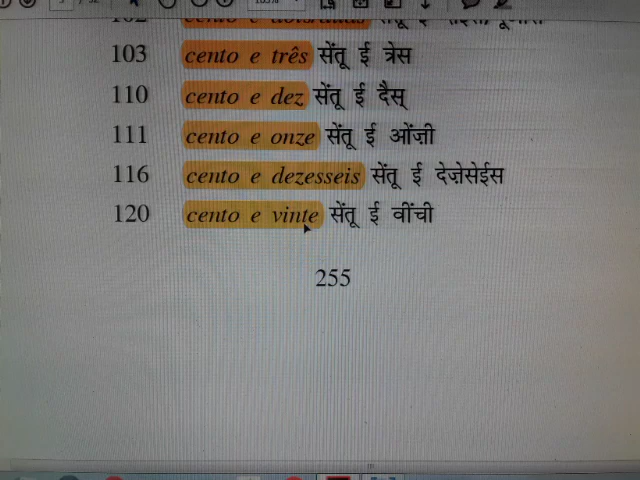 103 cento e três सेंतू ई त्रेस
110 cento e dez सेंतू ई दैस्
111 cento e onze सेंतू ई ओंज़ी
116 cento e dezesseis सेंतू ई देज़ेसेईस
120 cento e vinte सेंतू ई वींची
255